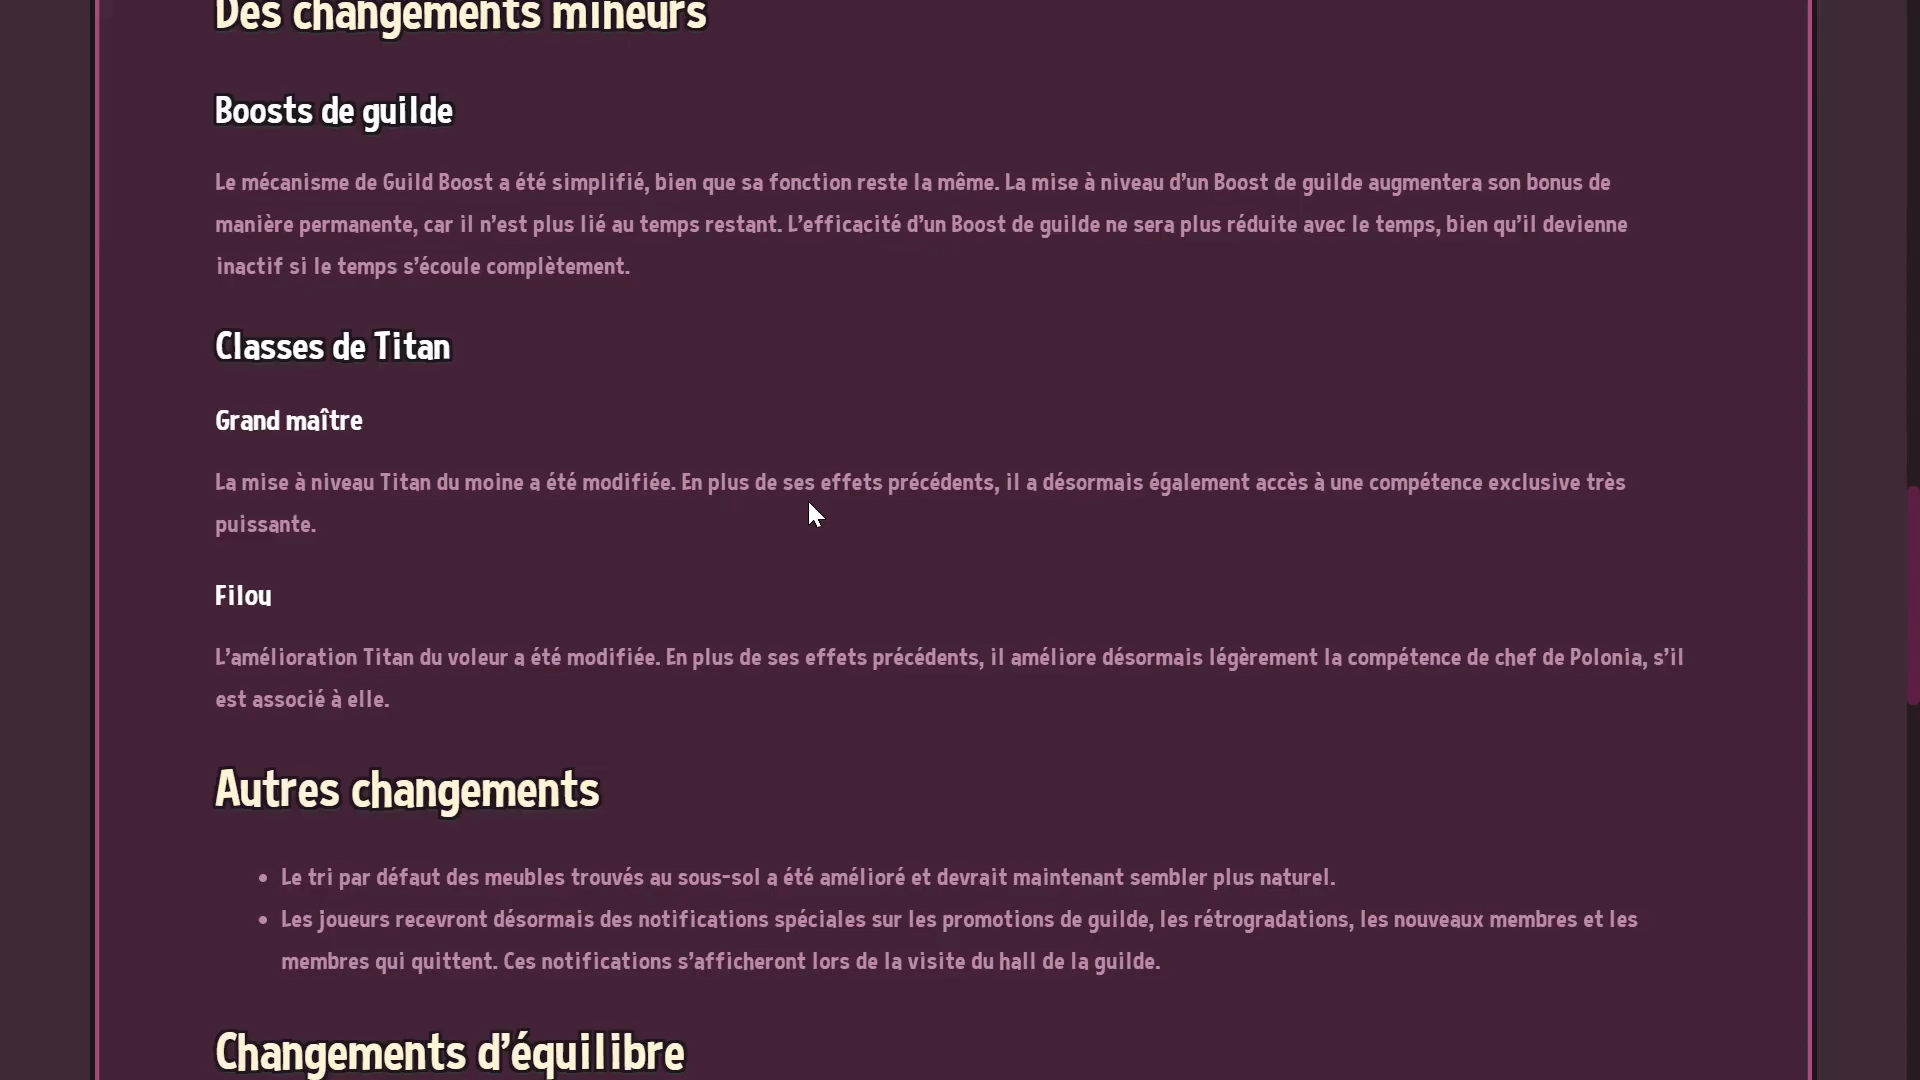 Des changements mineurs
Boosts de guilde
Le mécanisme de Guild Boost a été simplifié, bien que sa fonction reste la même. La mise à niveau d’un Boost de guilde augmentera son bonus de
manière permanente, car il n’est plus lié au temps restant. L’efficacité d’un Boost de guilde ne sera plus réduite avec le temps, bien qu’il devienne
inactif si le temps s’écoule complètement.
Classes de Titan
Grand maître
La mise à niveau Titan du moine a été modifiée. En plus de ses effets précédents, il a désormais également accès à une compétence exclusive très
puissante.
Filou
L’amélioration Titan du voleur a été modifiée. En plus de ses effets précédents, il améliore désormais légèrement la compétence de chef de Polonia, s’il
est associé à elle.
Autres changements
• Le tri par défaut des meubles trouvés au sous-sol a été amélioré et devrait maintenant sembler plus naturel.
• Les joueurs recevront désormais des notifications spéciales sur les promotions de guilde, les rétrogradations, les nouveaux membres et les
membres qui quittent. Ces notifications s’afficheront lors de la visite du hall de la guilde.
Changements d’équilibre